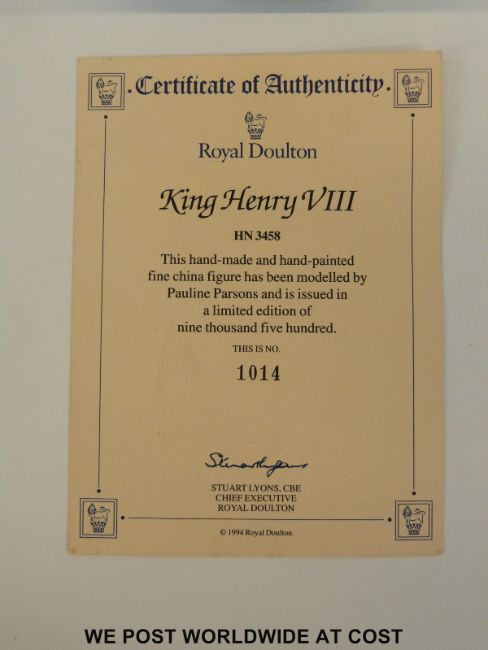 Certificate of Authenticity.
Royal Doulton
King Henry VIII
HN 3458
This hand-made and hand-painted
fine china figure has been modelled by
Pauline Parsons and is issued in
a limited edition of
nine thousand five hundred.
THIS IS NO.
1014
Stuart Lyons
STUART LYONS, CBE
CHIEF EXECUTIVE
ROYAL DOULTON
© 1994 Royal Doulton
WE POST WORLDWIDE AT COST